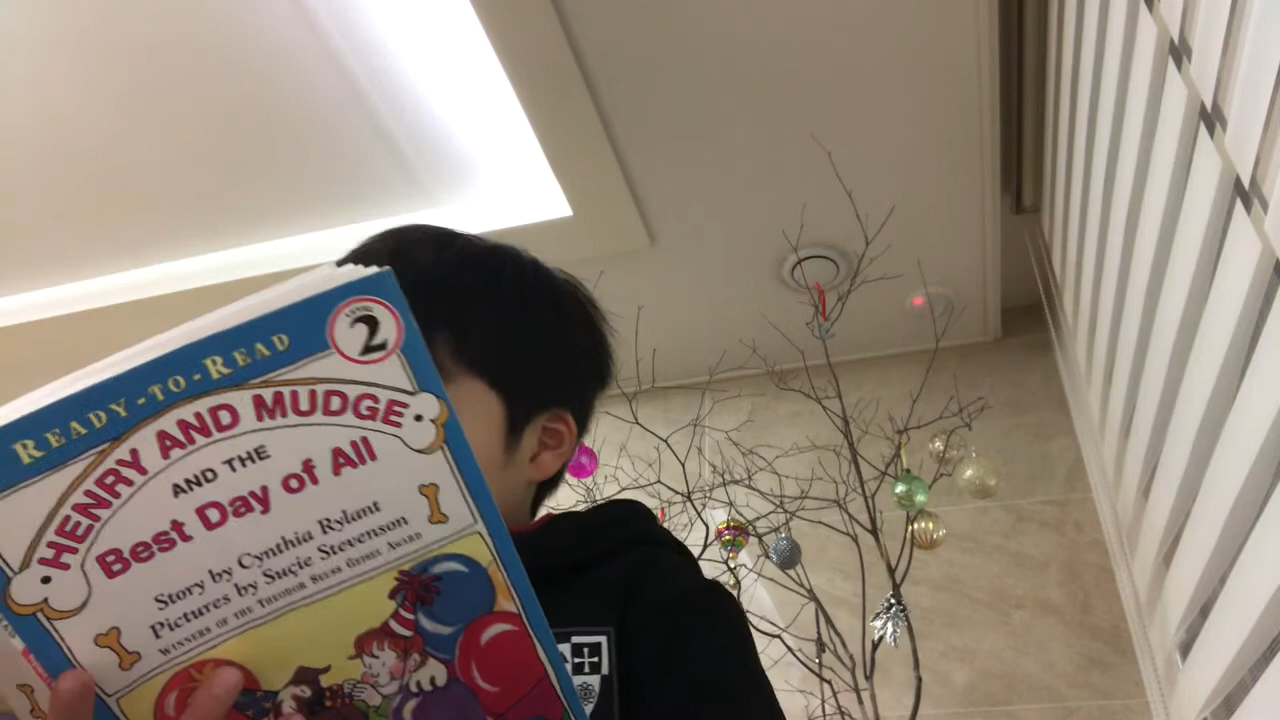 READY-TO-READ
LEVEL 2
HENRY AND MUDGE
AND THE
Best Day of All
Story by Cynthia Rylant
Pictures by Suçie Stevenson
WINNERS OF THE THEODOR SEUSS GEISEL AWARD